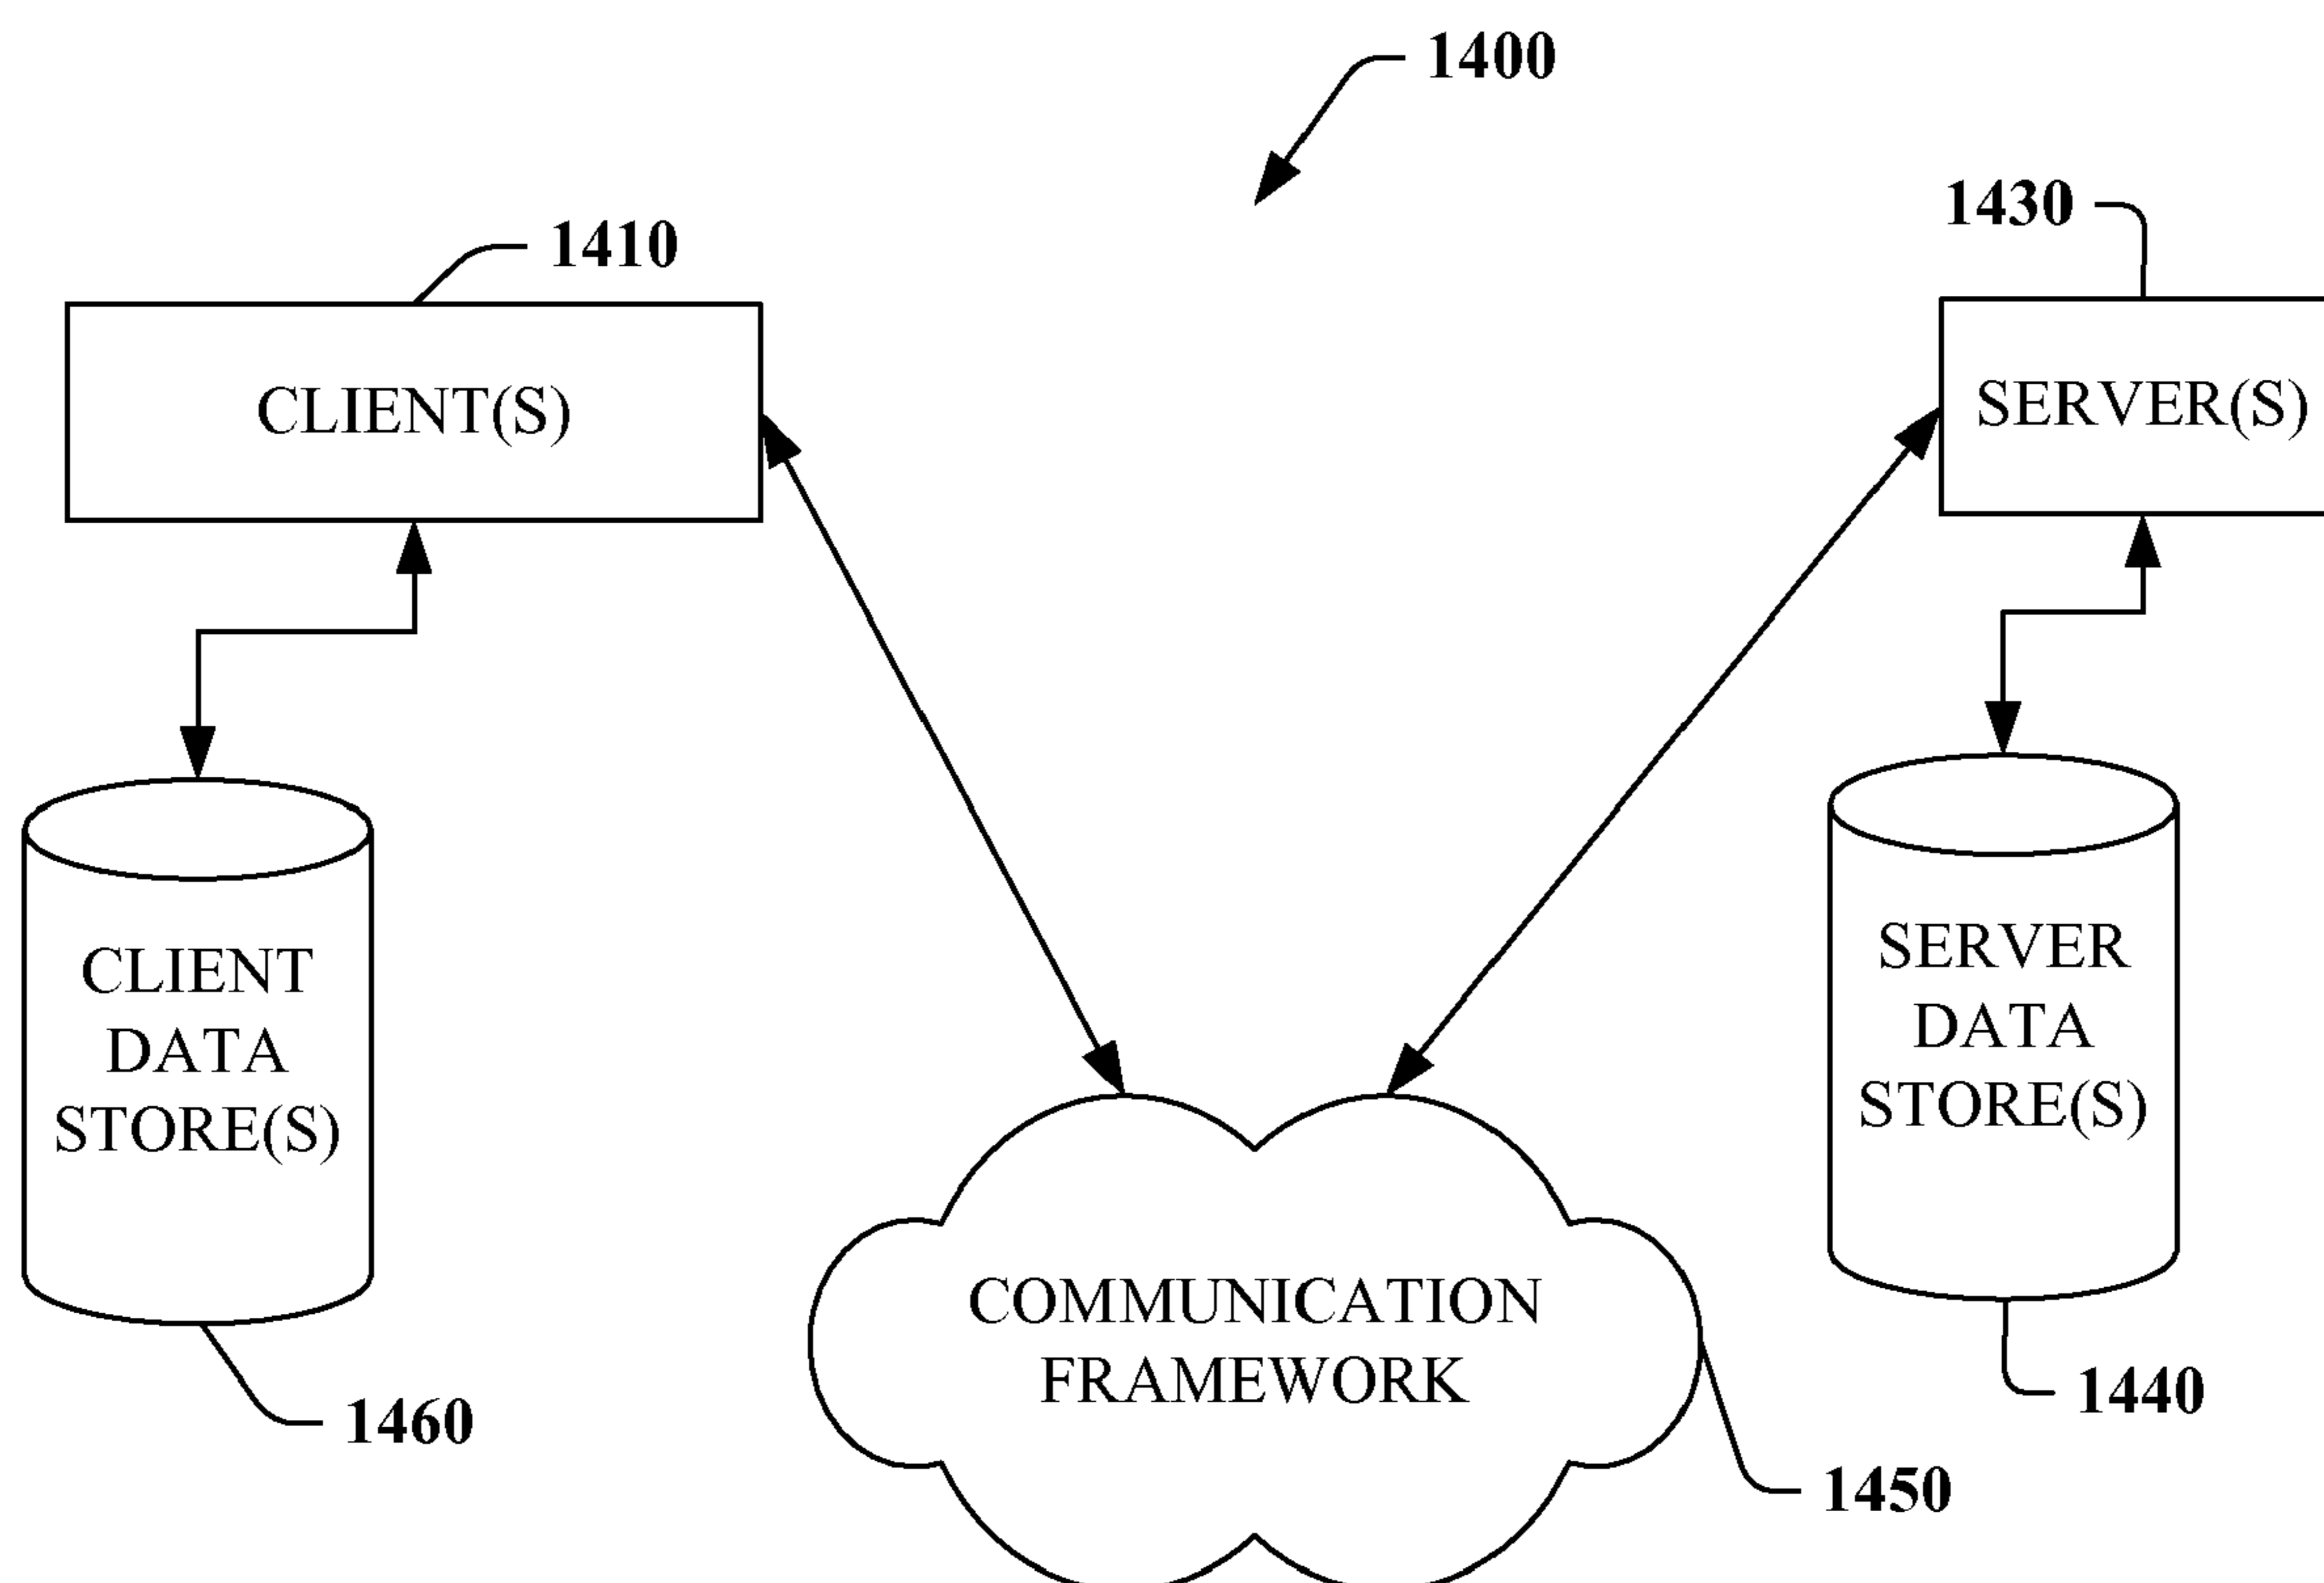 1400
1430
1410
CLIENT(S)
SERVER(S)
CLIENT
DATA
STORE(S)
SERVER
DATA
STORE(S)
COMMUNICATION
FRAMEWORK
1440
1460
1450